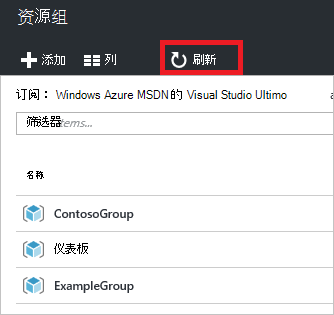 资源组
添加 列 刷新
订阅： Windows Azure MSDN的 Visual Studio Ultimo
筛选器 tems...
名称
ContosoGroup
仪表板
ExampleGroup